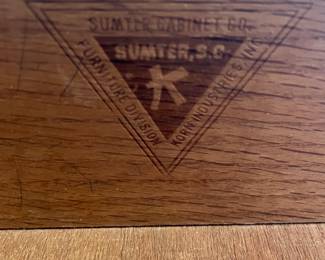 SUMTER CABINET CO.
SUMTER, S.C.
K
FURNITURE DIVISION
KORN INDUSTRIES, INC.